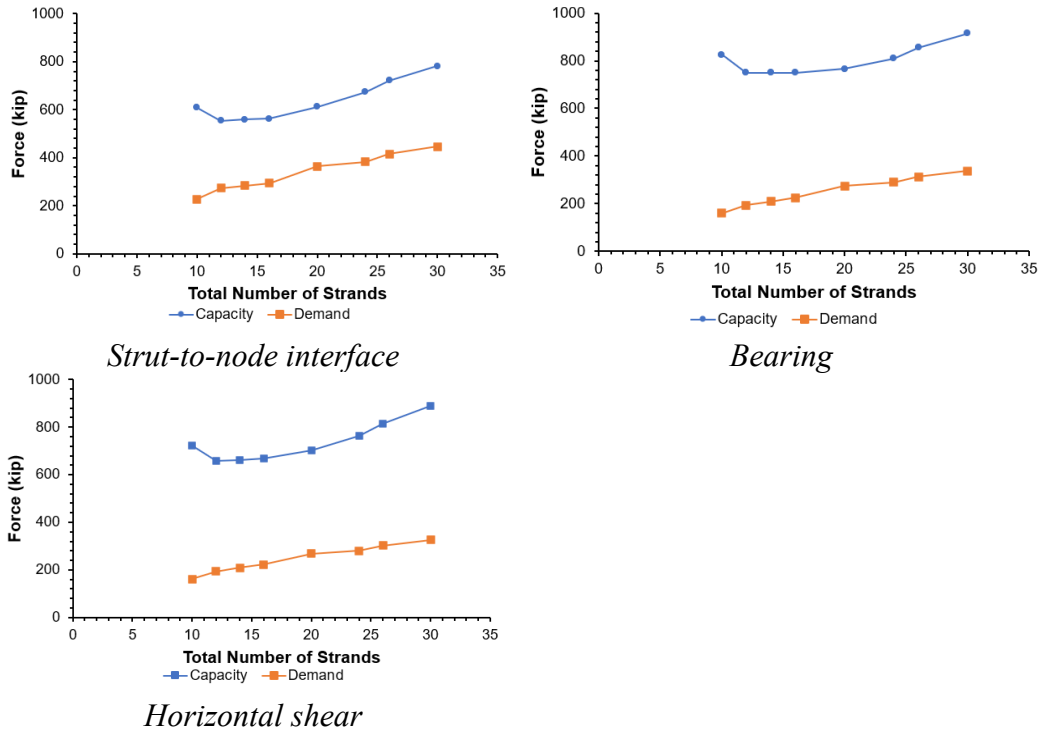 1000
800
600
400
200
0
0 5 10 15 20 25 30 35
Force (kip)
Total Number of Strands
Capacity Demand
Strut-to-node interface
1000
800
600
400
200
0
0 5 10 15 20 25 30 35
Force (kip)
Total Number of Strands
Capacity Demand
Bearing
1000
800
600
400
200
0
0 5 10 15 20 25 30 35
Force (kip)
Total Number of Strands
Capacity Demand
Horizontal shear